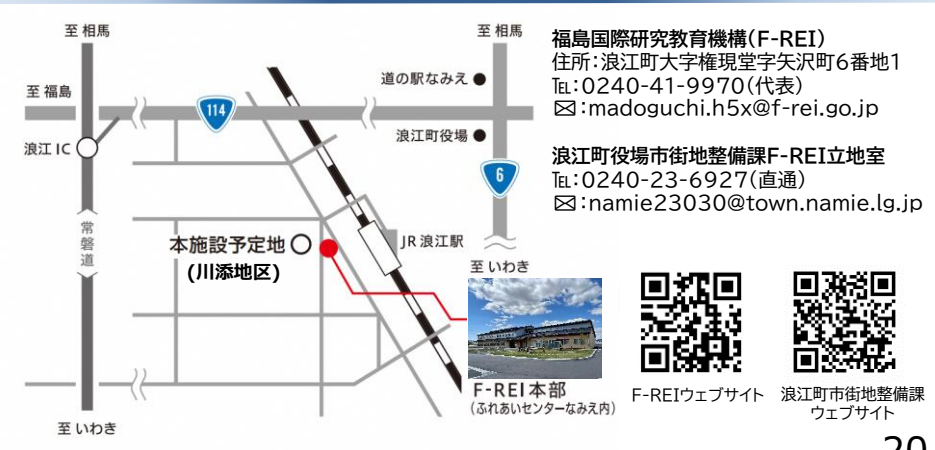 至 相馬
至 相馬
道の駅なみえ
至 福島
114
浪江町役場
浪江 IC
6
常磐道
本施設予定地
(川添地区)
JR 浪江駅
至 いわき
F-REI 本部
(ふれあいセンターなみえ内)
至 いわき
福島国際研究教育機構(F-REI)
住所:浪江町大字権現堂字矢沢町6番地1
℡:0240-41-9970(代表)
✉:madoguchi.h5x@f-rei.go.jp
浪江町役場市街地整備課F-REI立地室
℡:0240-23-6927(直通)
✉:namie23030@town.namie.lg.jp
F-REIウェブサイト
浪江町市街地整備課
ウェブサイト
20